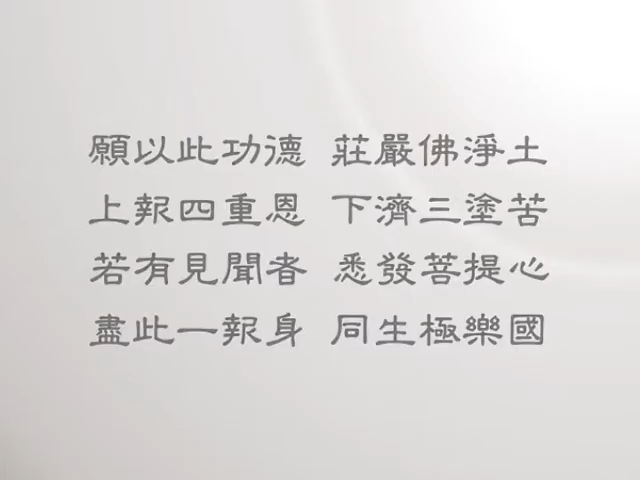 願以此功德 莊嚴佛淨土
上報四重恩 下濟三塗苦
若有見聞者 悉發菩提心
盡此一報身 同生極樂國